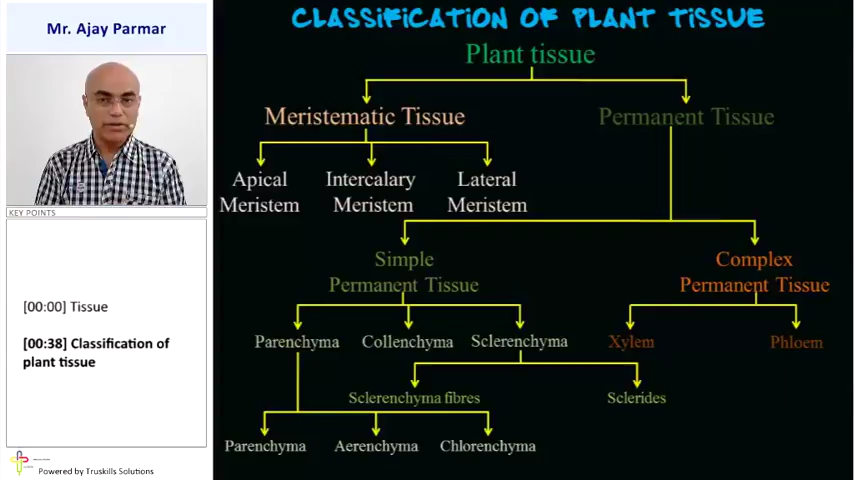 Mr. Ajay Parmar
KEY POINTS
[00:00] Tissue
[00:38] Classification of
plant tissue
Powered by Truskills Solutions
CLASSIFICATION OF PLANT TISSUE
Plant tissue
Meristematic Tissue
Permanent Tissue
Apical
Meristem
Intercalary
Meristem
Lateral
Meristem
Simple
Permanent Tissue
Complex
Permanent Tissue
Parenchyma
Collenchyma
Sclerenchyma
Xylem
Phloem
Sclerenchyma fibres
Sclerides
Parenchyma
Aerenchyma
Chlorenchyma